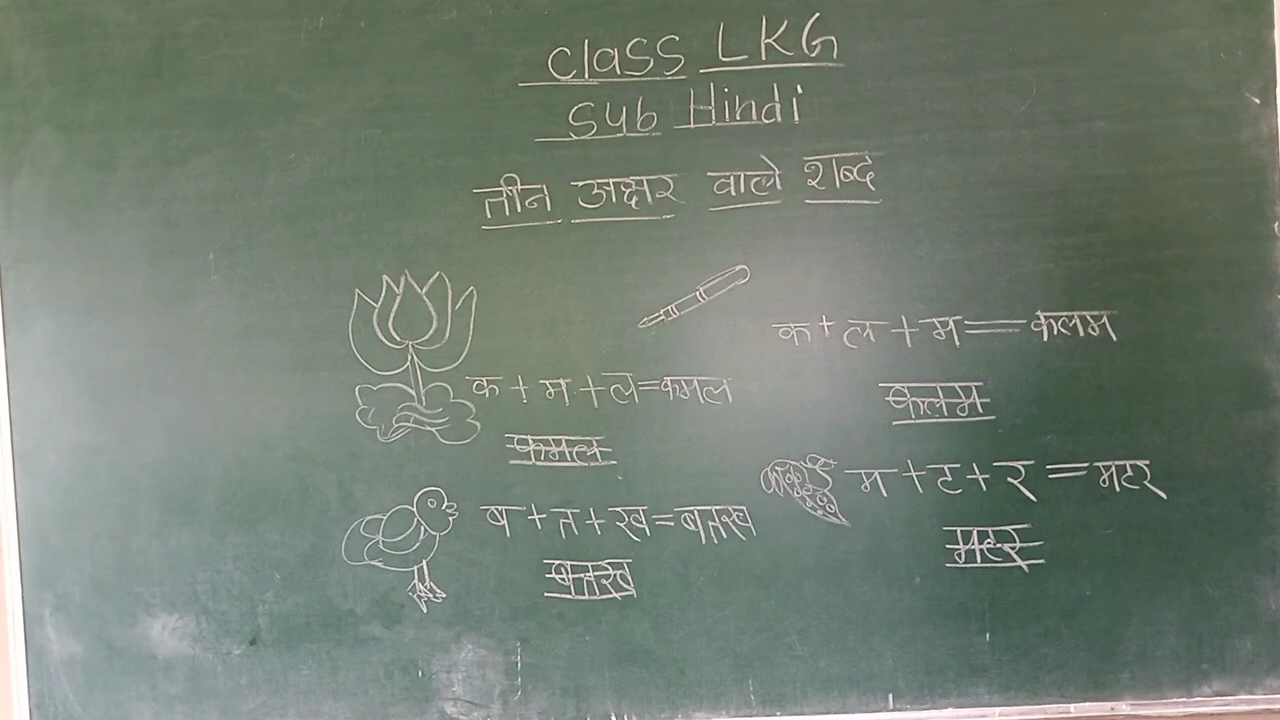 Class LKG
Sub Hindi
तीन अक्षर वाले शब्द
क + म + ल = कमल
कमल
क + ल + म = कलम
कलम
ब + त + ख = बतख
बतख
म + ट + र = मटर
मटर